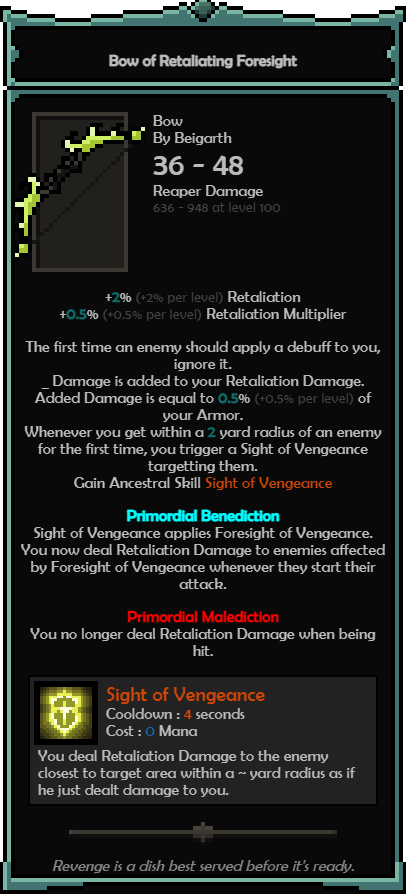 Bow of Retaliating Foresight
Bow
By Beigarth
36 - 48
Reaper Damage
636 - 948 at level 100
+2% (+2% per level) Retaliation
+0.5% (+0.5% per level) Retaliation Multiplier
The first time an enemy should apply a debuff to you,
ignore it.
_ Damage is added to your Retaliation Damage.
Added Damage is equal to 0.5% (+0.5% per level) of
your Armor.
Whenever you get within a 2 yard radius of an enemy
for the first time, you trigger a Sight of Vengeance
targetting them.
Gain Ancestral Skill Sight of Vengeance
Primordial Benediction
Sight of Vengeance applies Foresight of Vengeance.
You now deal Retaliation Damage to enemies affected
by Foresight of Vengeance whenever they start their
attack.
Primordial Malediction
You no longer deal Retaliation Damage when being
hit.
Sight of Vengeance
Cooldown : 4 seconds
Cost : 0 Mana
You deal Retaliation Damage to the enemy
closest to target area within a ~ yard radius as if
he just dealt damage to you.
Revenge is a dish best served before it's ready.